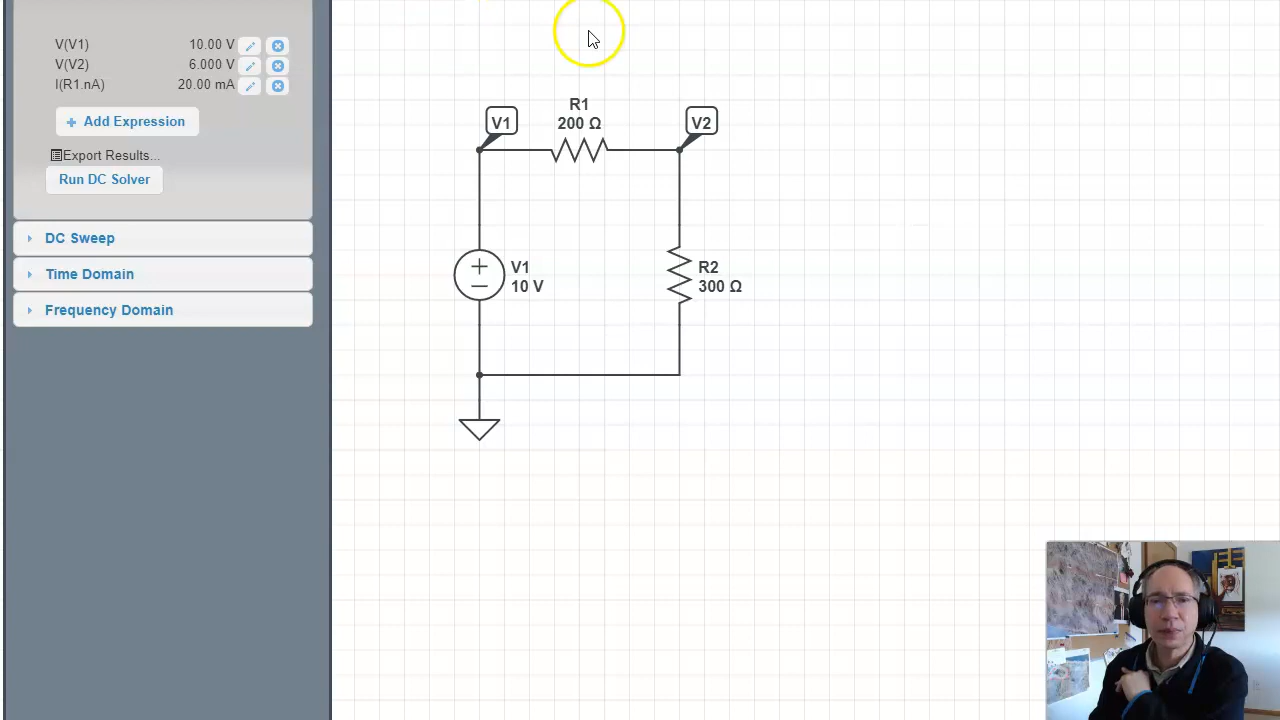 V(V1) 10.00 V
V(V2) 6.000 V
I(R1.nA) 20.00 mA
+ Add Expression
Export Results...
Run DC Solver
DC Sweep
Time Domain
Frequency Domain
R1
200 Ω
V1
V2
V1
10 V
R2
300 Ω